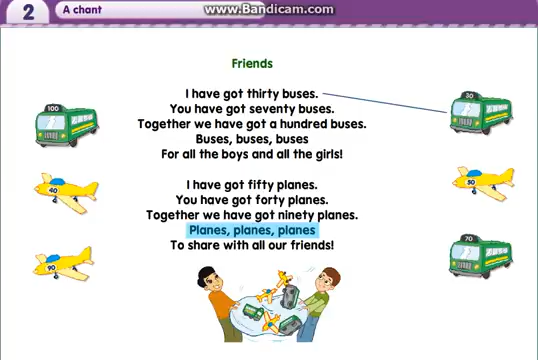 2
A chant
www.Bandicam.com
Friends
I have got thirty buses.
You have got seventy buses.
Together we have got a hundred buses.
Buses, buses, buses
For all the boys and all the girls!
I have got fifty planes.
You have got forty planes.
Together we have got ninety planes.
Planes, planes, planes
To share with all our friends!
100
40
90
30
50
70